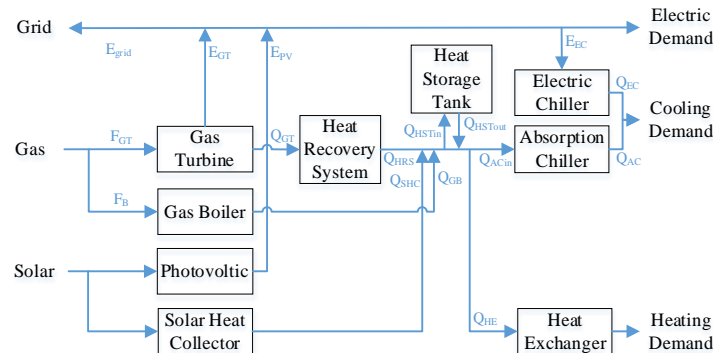 Grid
Electric
Demand
E_grid
E_GT
E_PV
E_EC
Heat
Storage
Tank
Electric
Chiller
Q_EC
Cooling
Demand
Q_HSTin
Q_HSTout
Gas
F_GT
Gas
Turbine
Q_GT
Heat
Recovery
System
Q_HRS
Q_SHC
Q_GB
Q_ACin
Absorption
Chiller
Q_AC
F_B
Gas Boiler
Solar
Photovoltic
Solar Heat
Collector
Q_HE
Heat
Exchanger
Heating
Demand